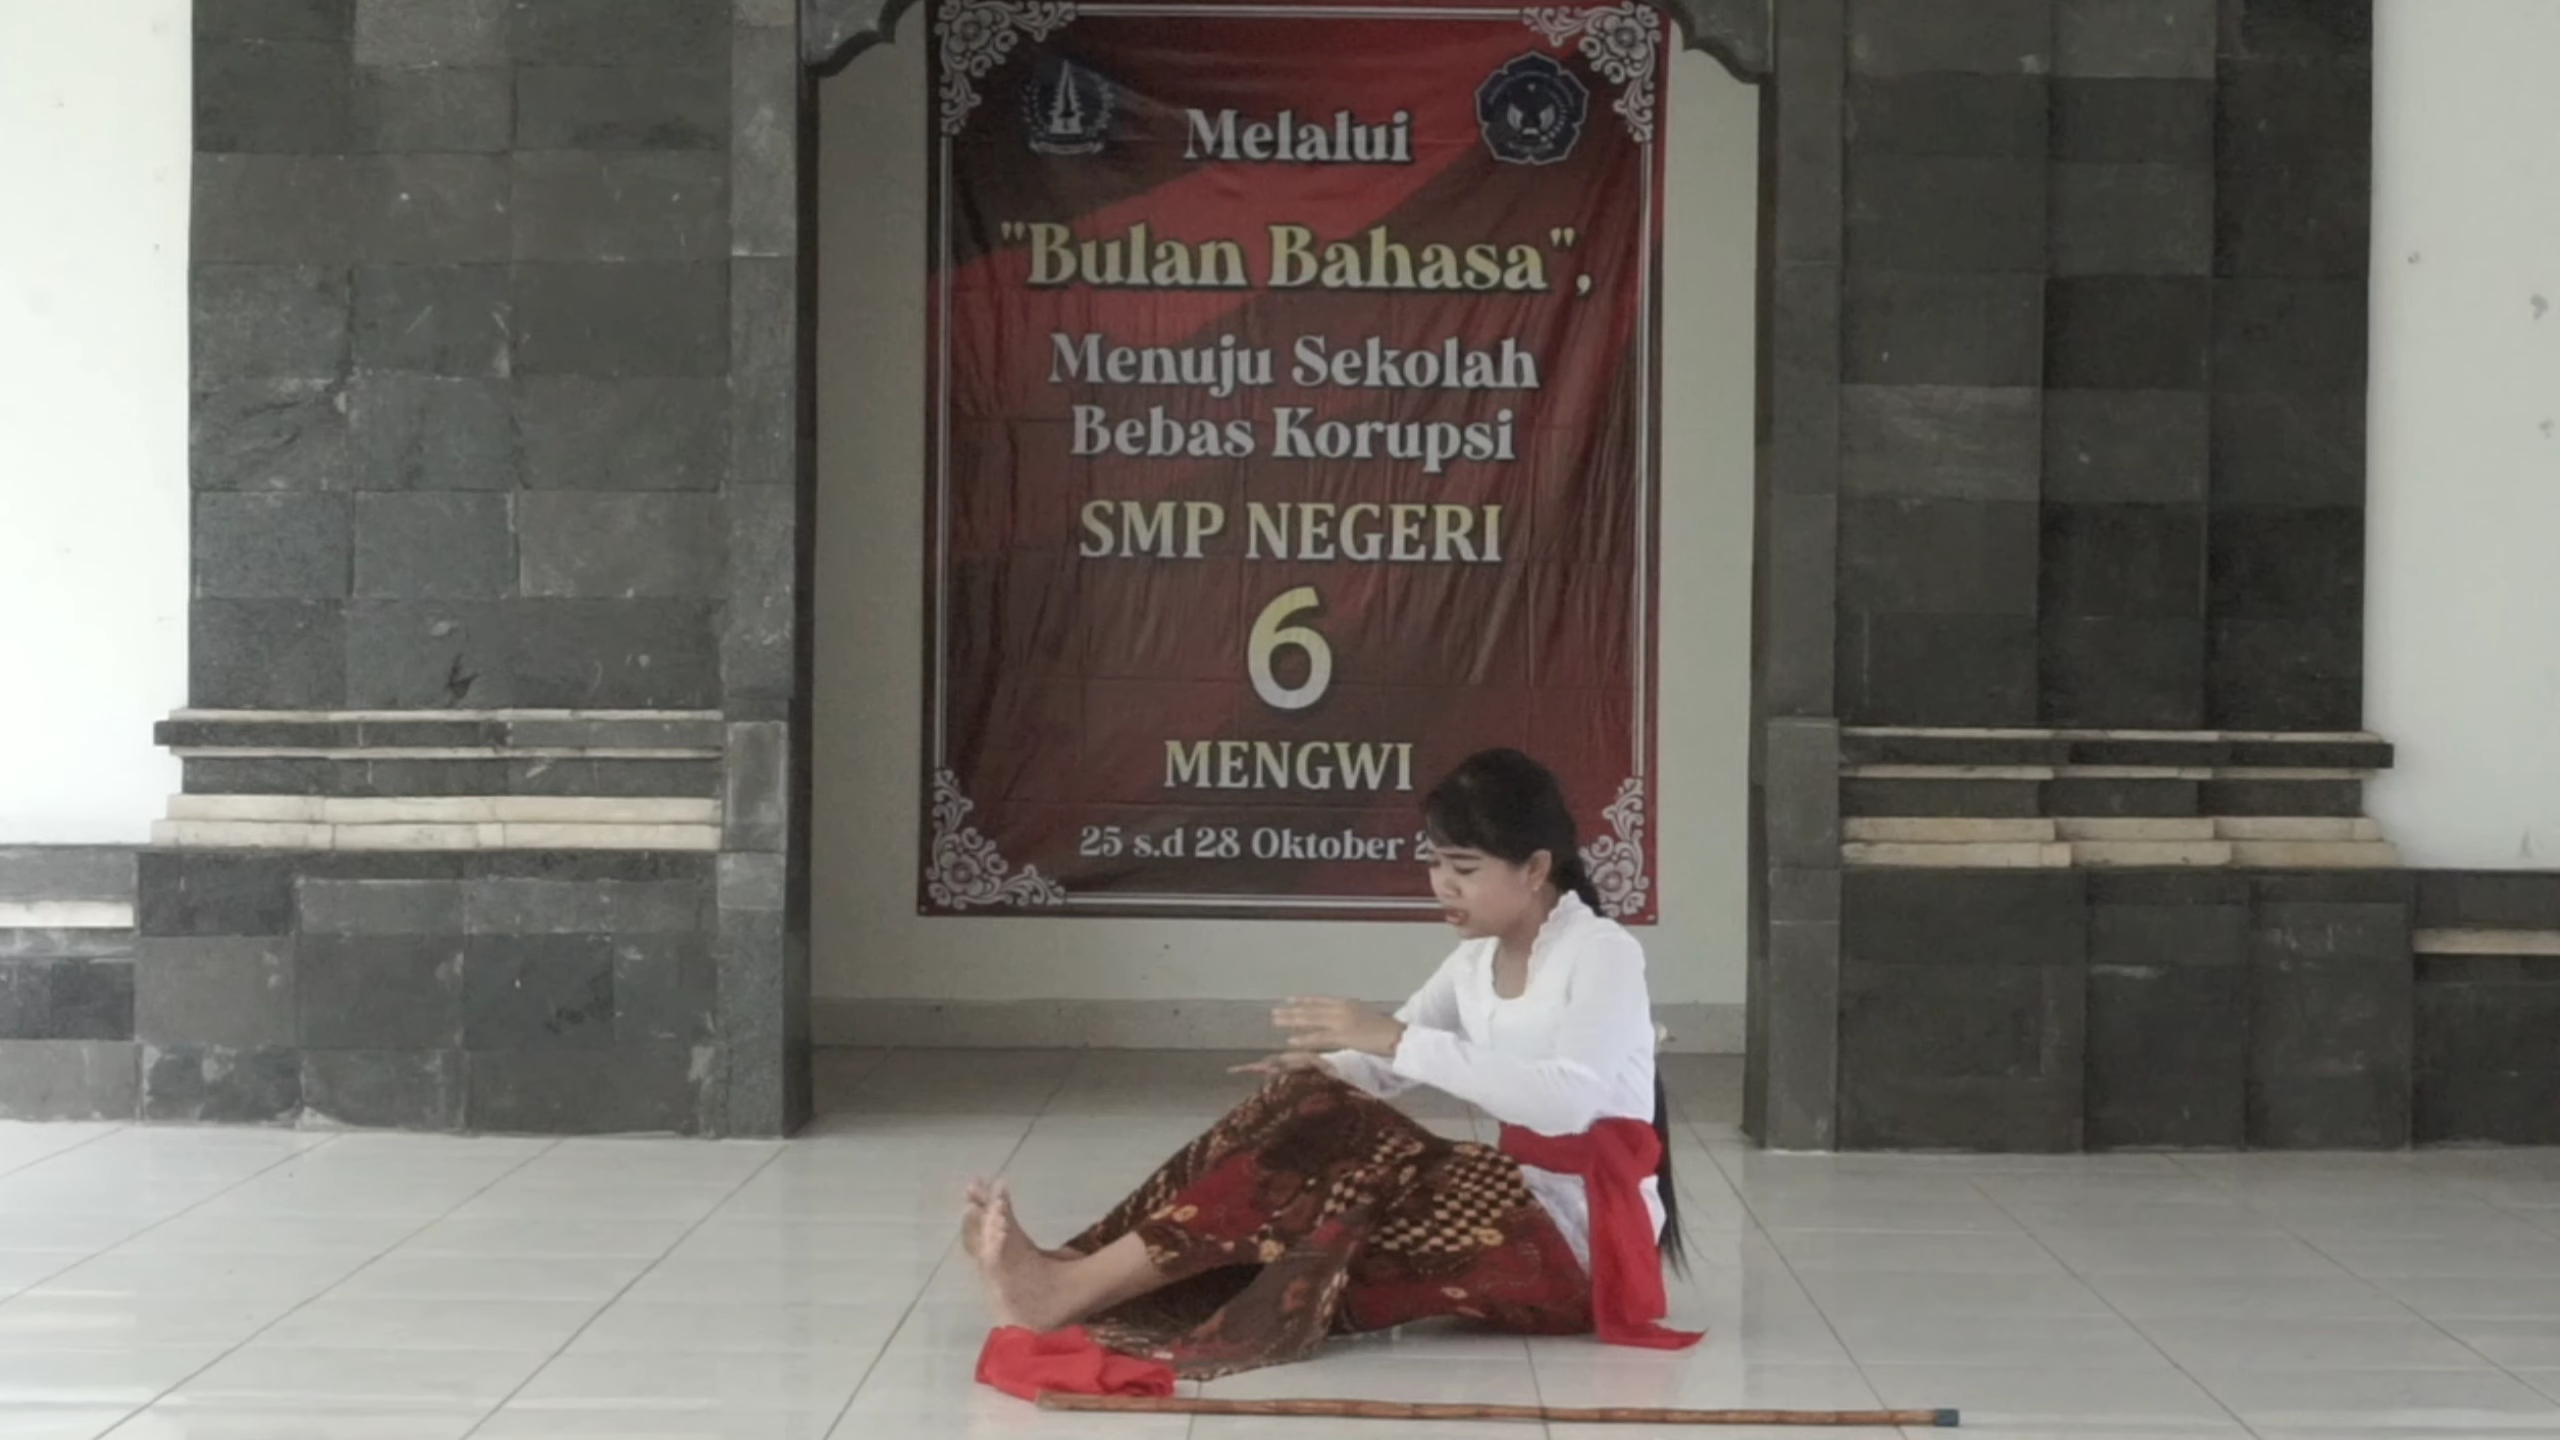 Melalui
"Bulan Bahasa",
Menuju Sekolah
Bebas Korupsi
SMP NEGERI
6
MENGWI
25 s.d 28 Oktober